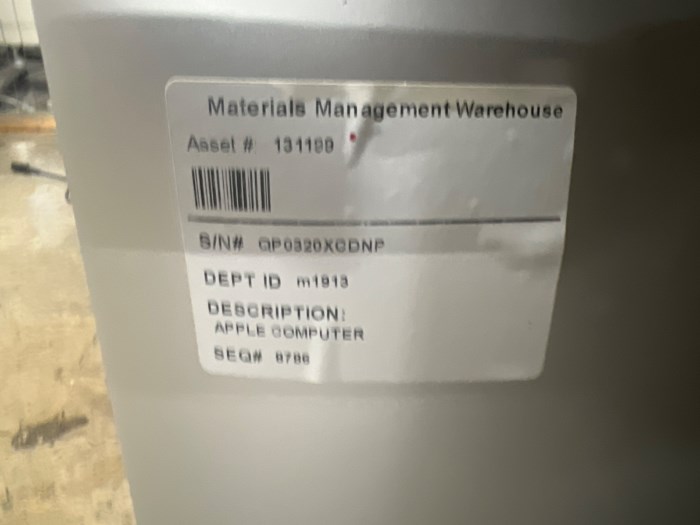 Materials Management Warehouse
Asset # 131199
S/N# QP0320XCDNP
DEPT ID m1913
DESCRIPTION:
APPLE COMPUTER
SEQ# 8786